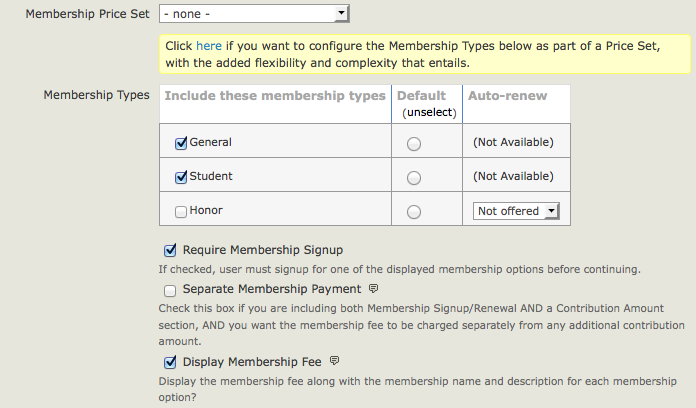 Membership Price Set - none -
Click here if you want to configure the Membership Types below as part of a Price Set,
with the added flexibility and complexity that entails.
Membership Types Include these membership types Default Auto-renew
(unselect)
General (Not Available)
Student (Not Available)
Honor Not offered
Require Membership Signup
If checked, user must signup for one of the displayed membership options before continuing.
Separate Membership Payment
Check this box if you are including both Membership Signup/Renewal AND a Contribution Amount
section, AND you want the membership fee to be charged separately from any additional contribution
amount.
Display Membership Fee
Display the membership fee along with the membership name and description for each membership
option?